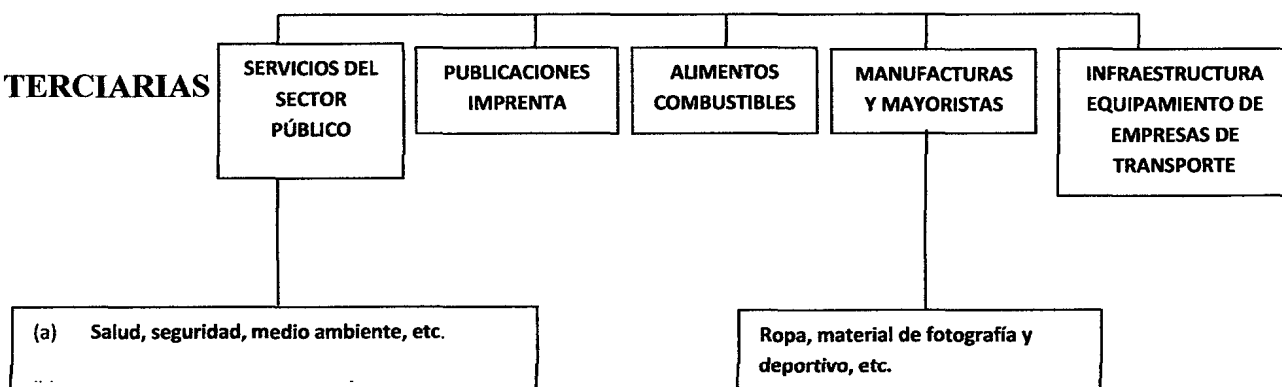 TERCIARIAS
SERVICIOS DEL
SECTOR
PÚBLICO
PUBLICACIONES
IMPRENTA
ALIMENTOS
COMBUSTIBLES
MANUFACTURAS
Y MAYORISTAS
INFRAESTRUCTURA
EQUIPAMIENTO DE
EMPRESAS DE
TRANSPORTE
(a) Salud, seguridad, medio ambiente, etc.
Ropa, material de fotografía y
deportivo, etc.